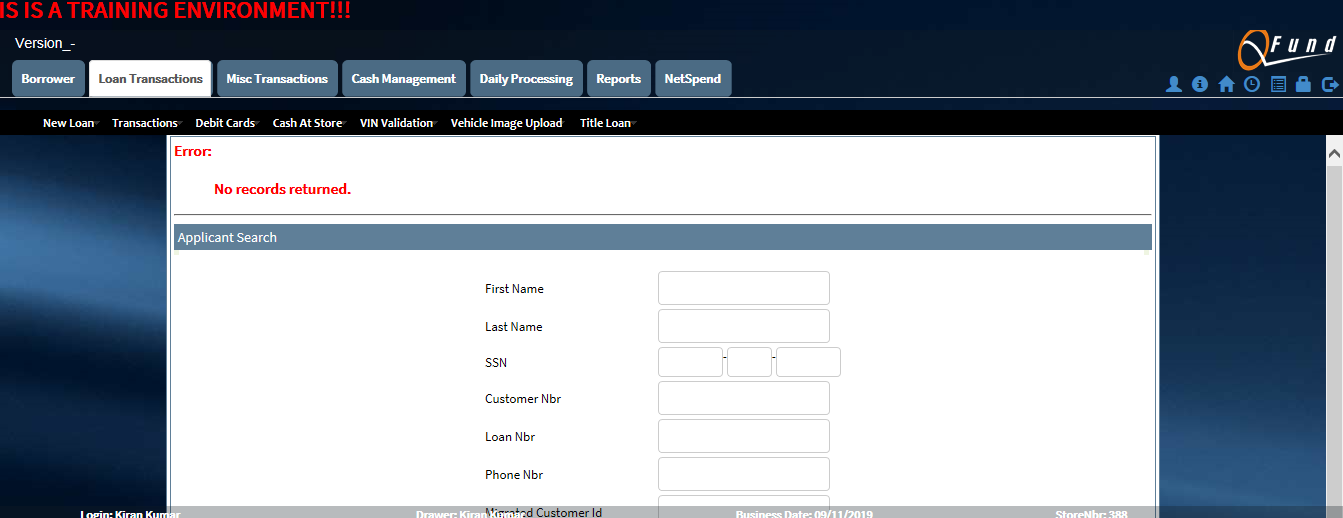 IS IS A TRAINING ENVIRONMENT!!!
Version_-
QFund
Borrower Loan Transactions Misc Transactions Cash Management Daily Processing Reports NetSpend
New Loan Transactions Debit Cards Cash At Store VIN Validation Vehicle Image Upload Title Loan
Error:
No records returned.
Applicant Search
First Name
Last Name
SSN - -
Customer Nbr
Loan Nbr
Phone Nbr
Migrated Customer Id
Login: Kiran Kumar Drawer: Kiran Kumar Business Date: 09/11/2019 StoreNbr: 388